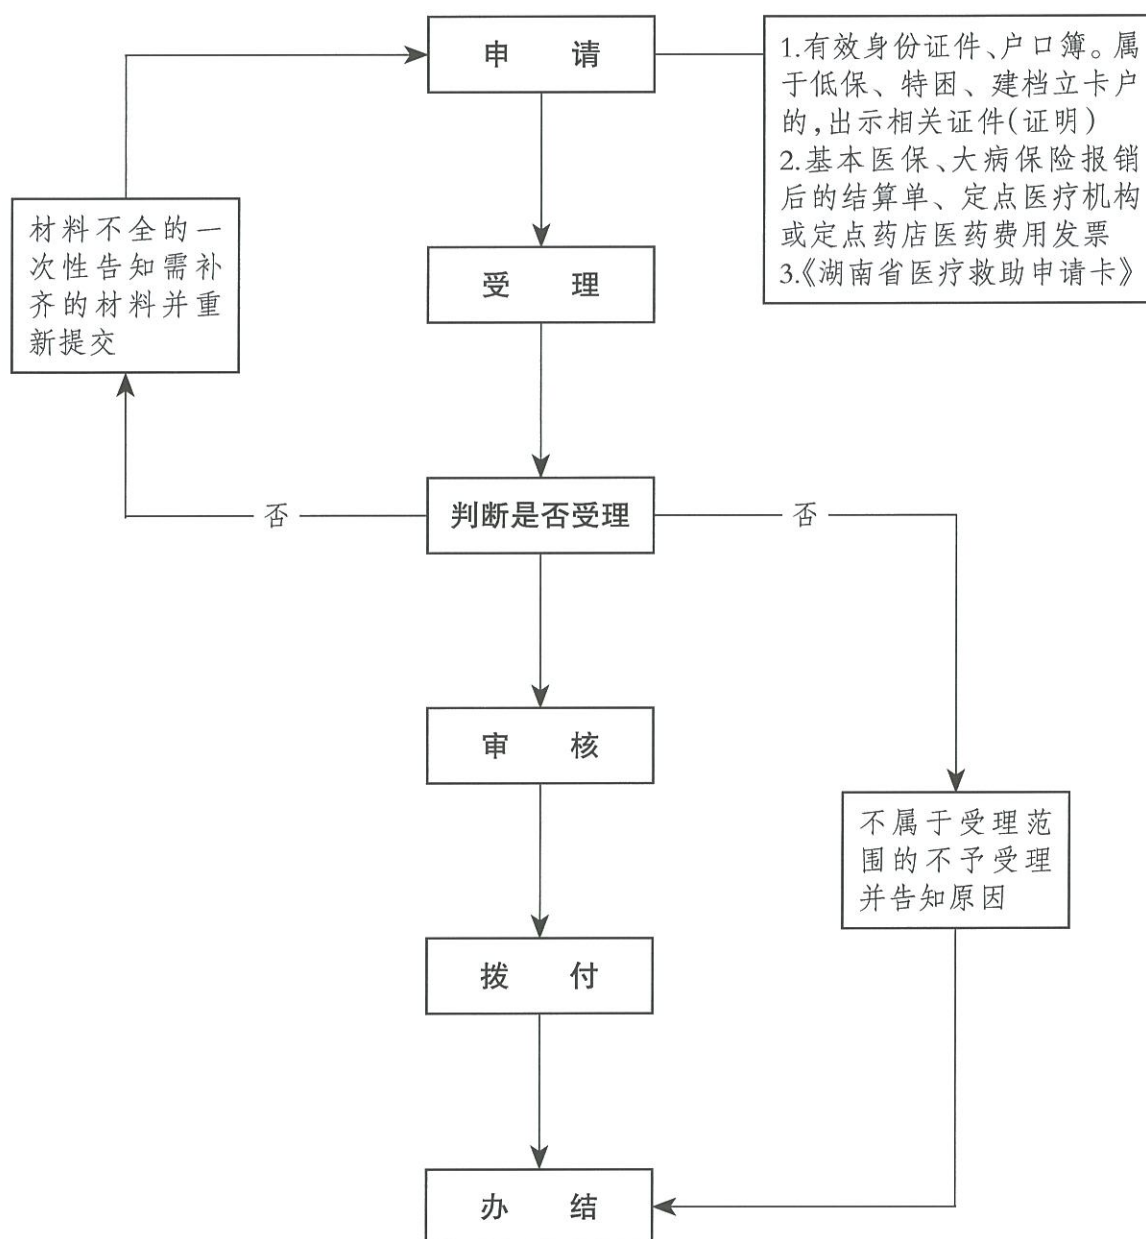 申 请
1.有效身份证件、户口簿。属
于低保、特困、建档立卡户
的,出示相关证件(证明)
2.基本医保、大病保险报销
后的结算单、定点医疗机构
或定点药店医药费用发票
3.《湖南省医疗救助申请卡》
材料不全的一
次性告知需补
齐的材料并重
新提交
受 理
否
判断是否受理
否
审 核
不属于受理范
围的不予受理
并告知原因
拨 付
办 结